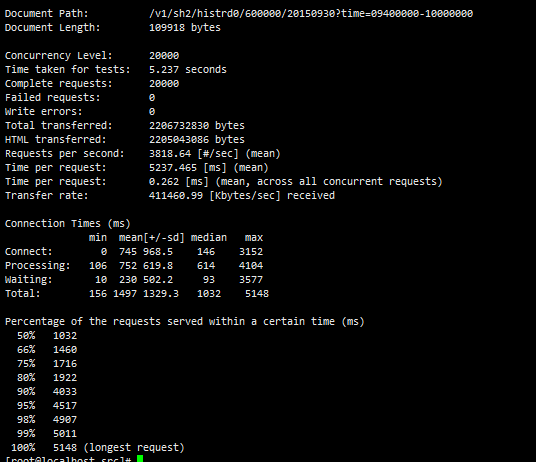 Document Path: /v1/sh2/histrd0/600000/20150930?time=09400000-10000000
Document Length: 109918 bytes
Concurrency Level: 20000
Time taken for tests: 5.237 seconds
Complete requests: 20000
Failed requests: 0
Write errors: 0
Total transferred: 2206732830 bytes
HTML transferred: 2205043086 bytes
Requests per second: 3818.64 [#/sec] (mean)
Time per request: 5237.465 [ms] (mean)
Time per request: 0.262 [ms] (mean, across all concurrent requests)
Transfer rate: 411460.99 [Kbytes/sec] received
Connection Times (ms)
min mean[+/-sd] median max
Connect: 0 745 968.5 146 3152
Processing: 106 752 619.8 614 4104
Waiting: 10 230 502.2 93 3577
Total: 156 1497 1329.3 1032 5148
Percentage of the requests served within a certain time (ms)
50% 1032
66% 1460
75% 1716
80% 1922
90% 4033
95% 4517
98% 4907
99% 5011
100% 5148 (longest request)
[root@localhost src]#